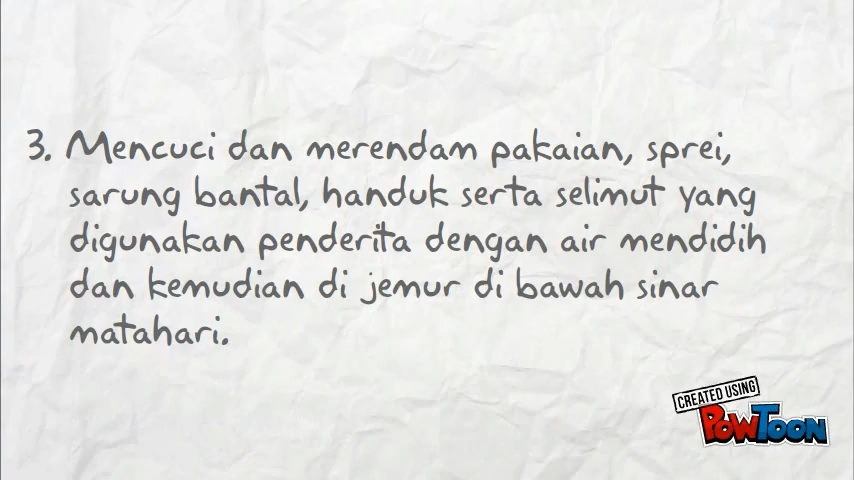 3. Mencuci dan merendam pakaian, sprei,
sarung bantal, handuk serta selimut yang
digunakan penderita dengan air mendidih
dan kemudian di jemur di bawah sinar
matahari.
CREATED USING
POWTOON